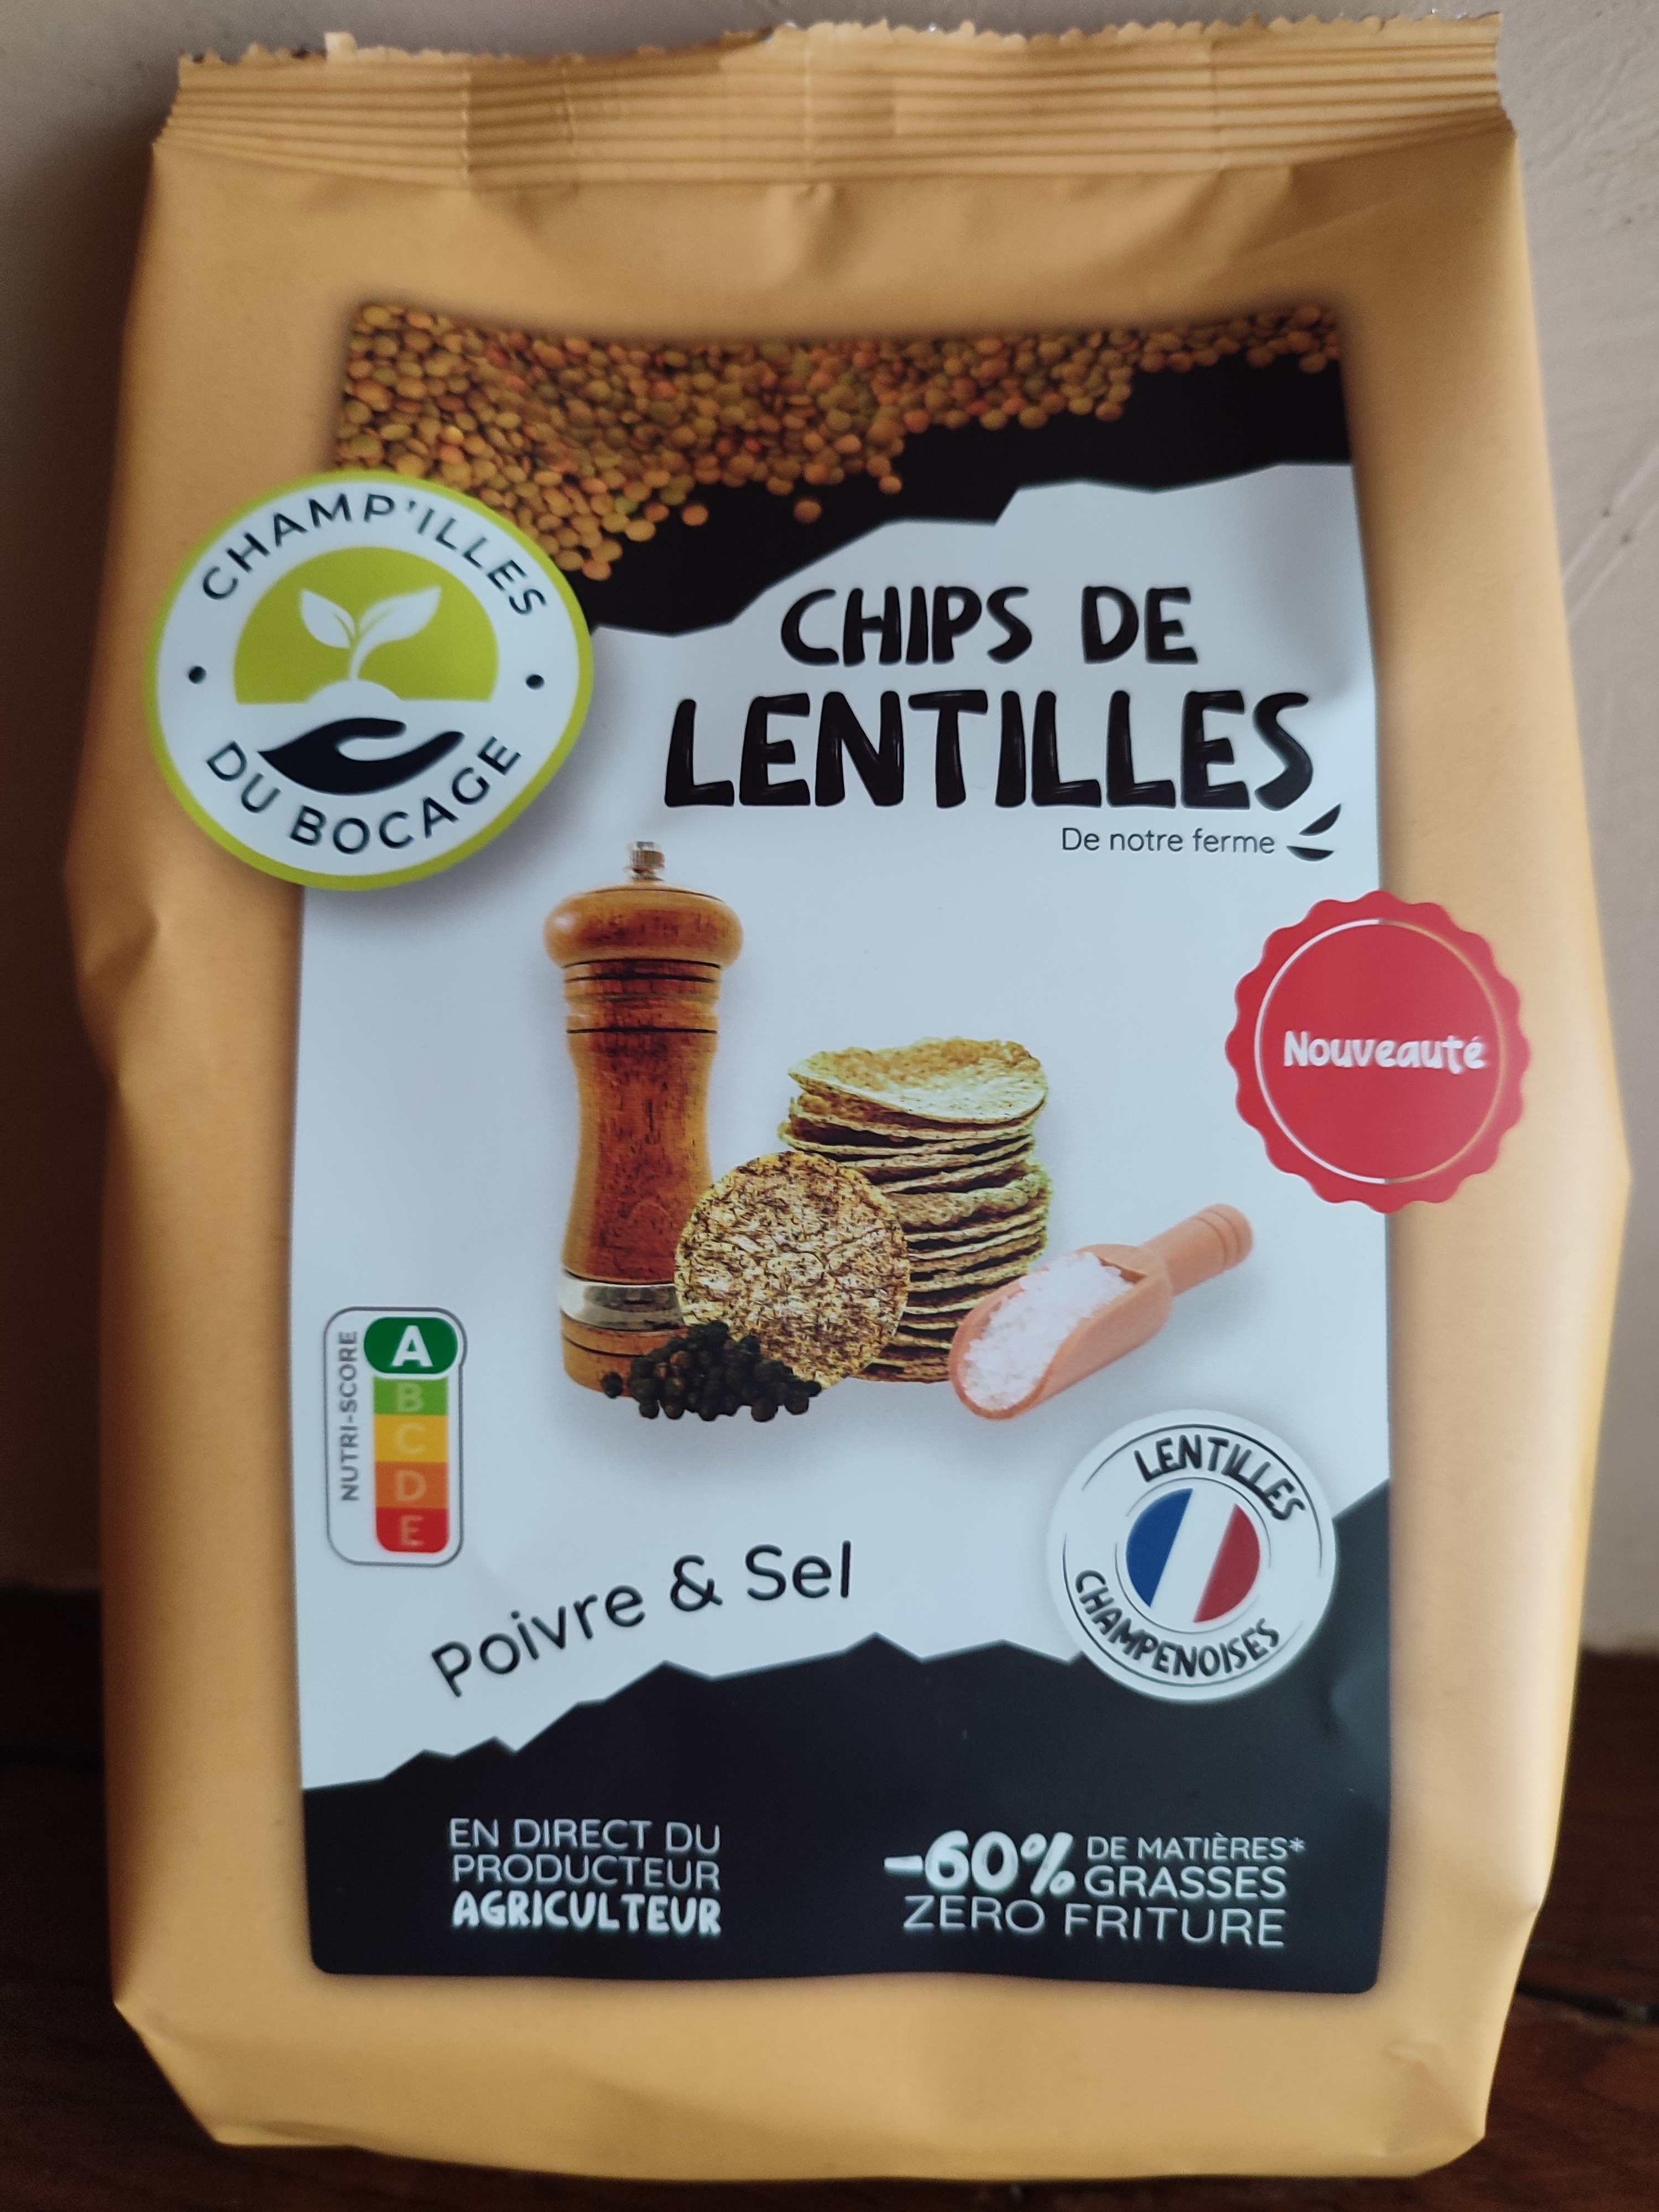 CHAMP'ILLES
DU BOCAGE
CHIPS DE
LENTILLES
De notre ferme
Nouveauté
NUTRI-SCORE
A
B
C
D
E
Poivre & Sel
LENTILLES
CHAMPENOISES
EN DIRECT DU
PRODUCTEUR
AGRICULTEUR
-60% DE MATIÈRES*
GRASSES
ZERO FRITURE